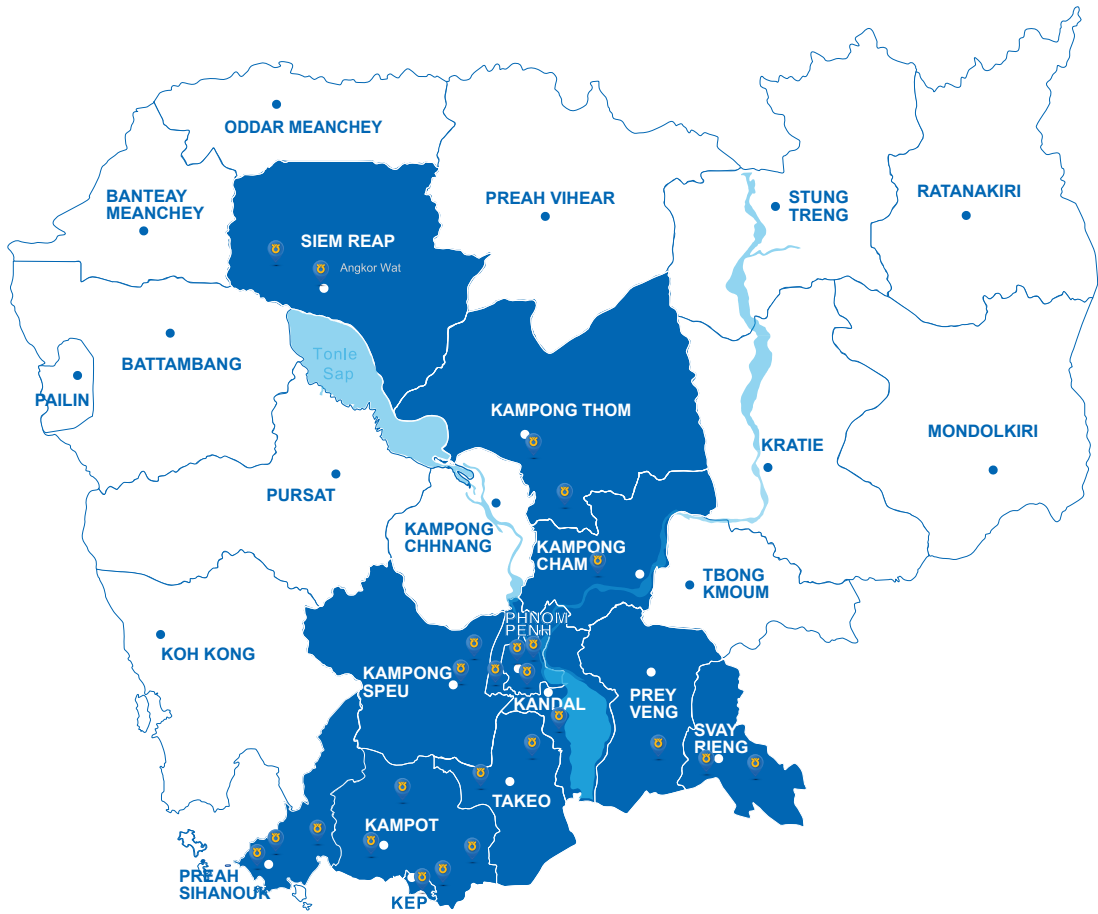 ODDAR MEANCHEY
BANTEAY
MEANCHEY
PREAH VIHEAR
STUNG
TRENG
RATANAKIRI
SIEM REAP
Angkor Wat
Tonle
Sap
BATTAMBANG
PAILIN
KAMPONG THOM
MONDOLKIRI
KRATIE
PURSAT
KAMPONG
CHHNANG
KAMPONG
CHAM
TBONG
KMOUM
PHNOM
PENH
KOH KONG
KAMPONG
SPEU
KANDAL
PREY
VENG
SVAY
RIENG
TAKEO
KAMPOT
PREAH
SIHANOUK
KEP